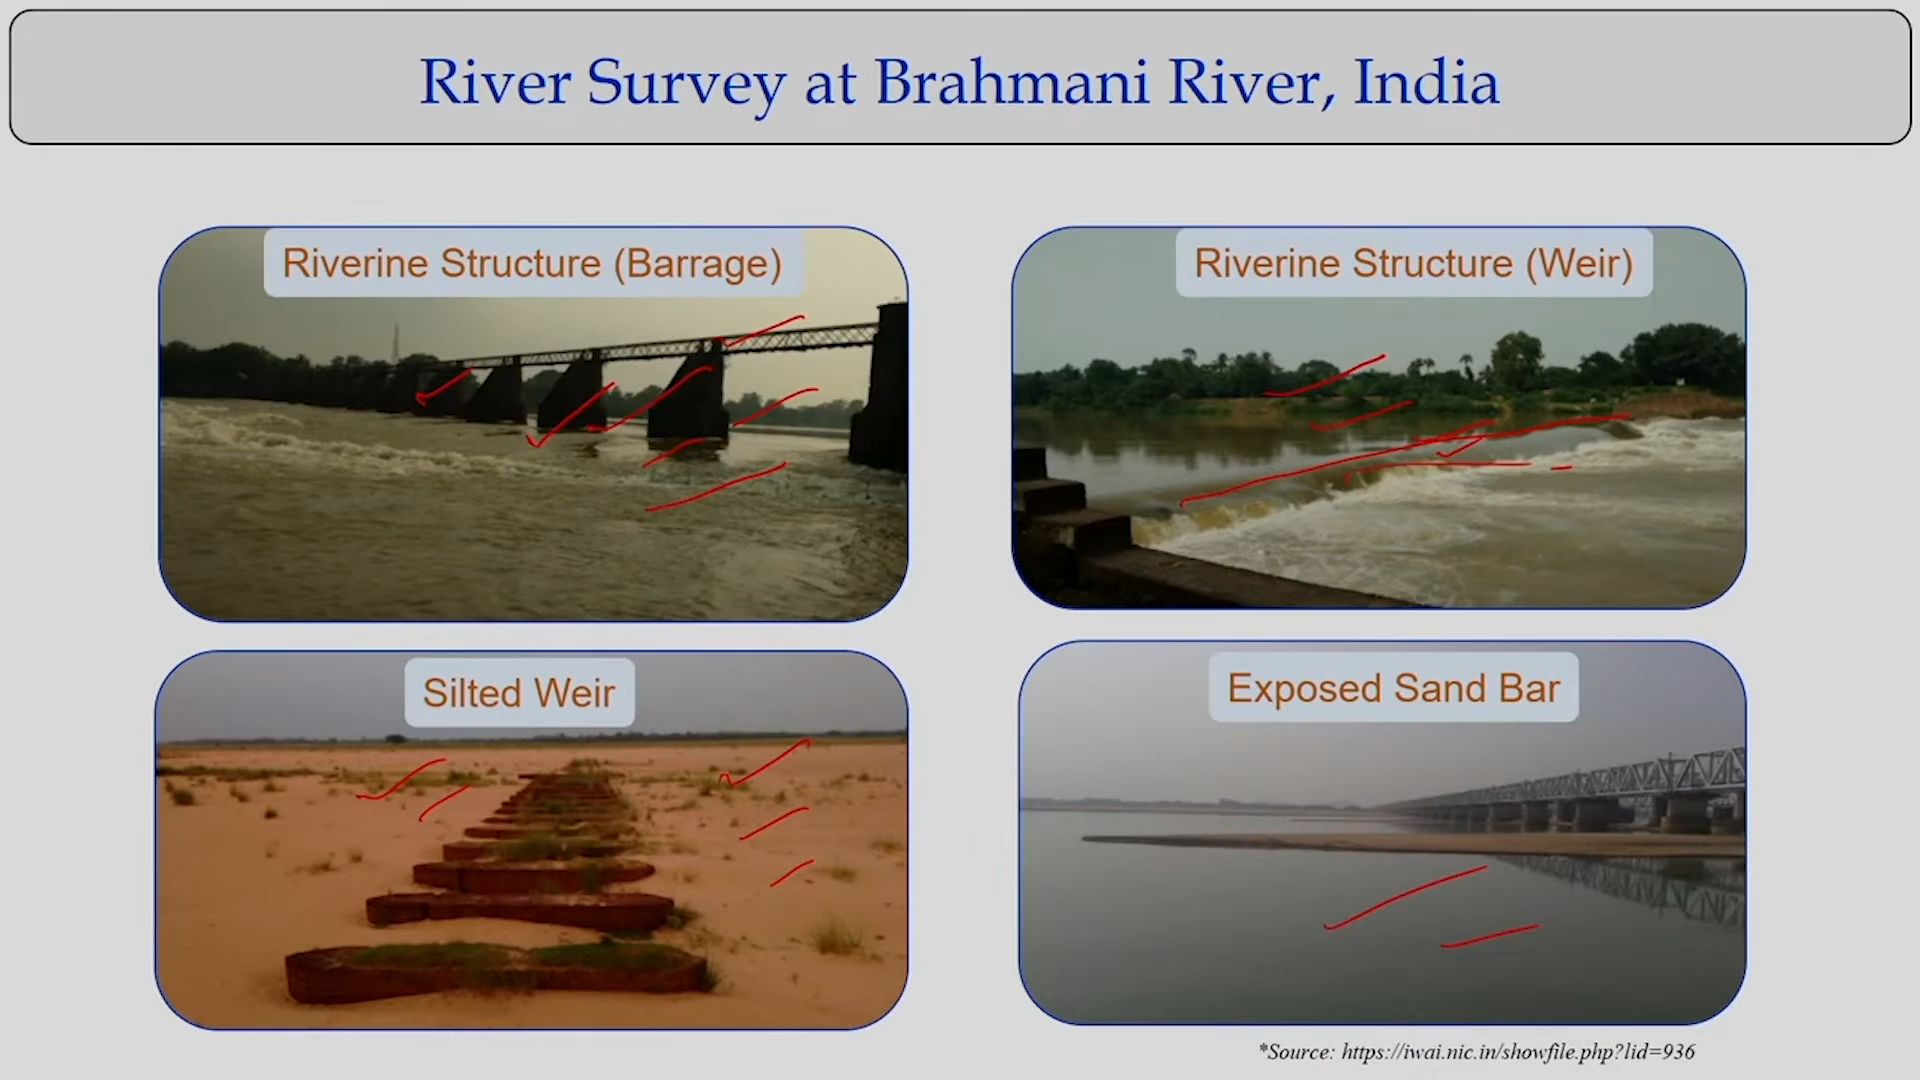 River Survey at Brahmani River, India
Riverine Structure (Barrage)
Riverine Structure (Weir)
Silted Weir
Exposed Sand Bar
*Source: https://iwai.nic.in/showfile.php?lid=936